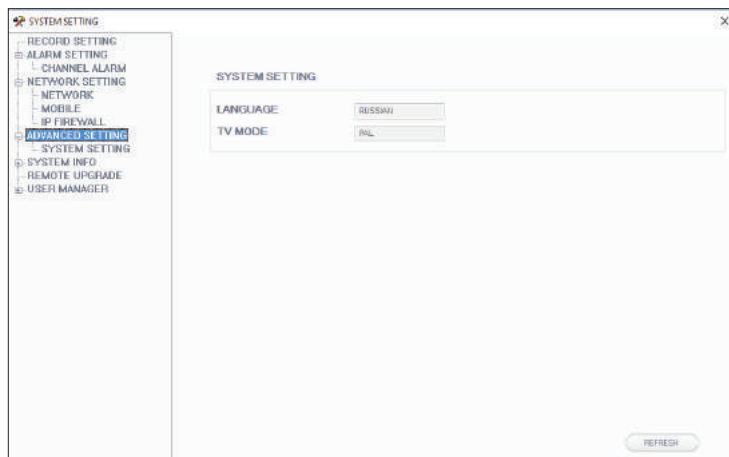 SYSTEM SETTING
RECORD SETTING
ALARM SETTING
CHANNEL ALARM
NETWORK SETTING
NETWORK
MOBILE
IP FIREWALL
ADVANCED SETTING
SYSTEM SETTING
SYSTEM INFO
REMOTE UPGRADE
USER MANAGER
SYSTEM SETTING
LANGUAGE RUSSIAN
TV MODE PAL
REFRESH